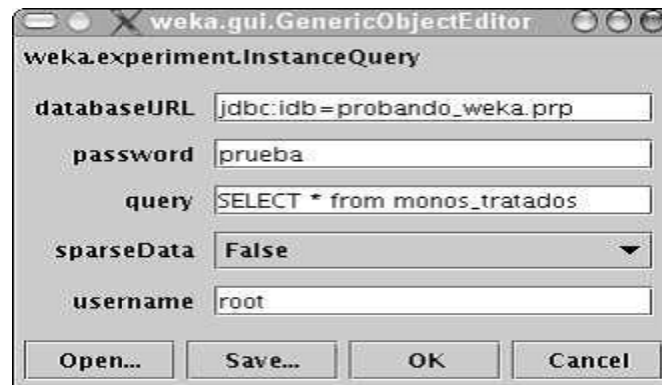 weka.gui.GenericObjectEditor
weka.experiment.InstanceQuery
databaseURL jdbc:idb=probando_weka.prp
password prueba
query SELECT * from monos_tratados
sparseData False
username root
Open... Save... OK Cancel